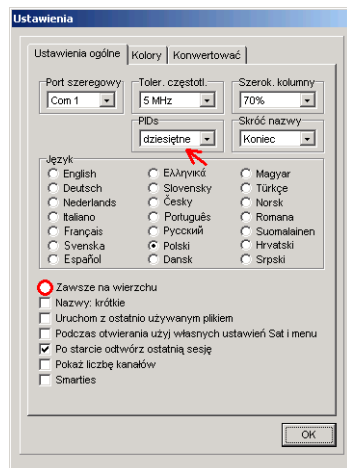 Ustawienia
Ustawienia ogólne Kolory Konwertować
Port szeregowy Toler. częstotl. Szerok. kolumny
Com 1 5 MHz 70%
PIDs Skróć nazwy
dziesiętne Koniec
Język
English Ελληνικά Magyar
Deutsch Slovensky Türkçe
Nederlands Česky Norsk
Italiano Português Romana
Français Русский Suomalainen
Svenska Polski Hrvatski
Español Dansk Srpski
Zawsze na wierzchu
Nazwy: krótkie
Uruchom z ostatnio używanym plikiem
Podczas otwierania użyj własnych ustawień Sat i menu
Po starcie odtwórz ostatnią sesję
Pokaż liczbę kanałów
Smarties
OK